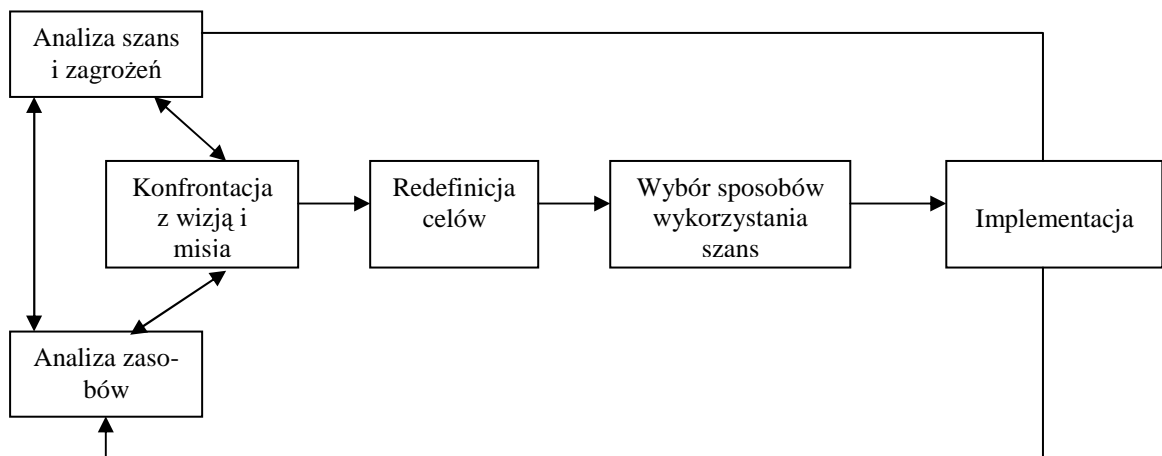 Analiza szans
i zagrożeń
Konfrontacja
z wizją i
misia
Redefinicja
celów
Wybór sposobów
wykorzystania
szans
Implementacja
Analiza zaso-
bów